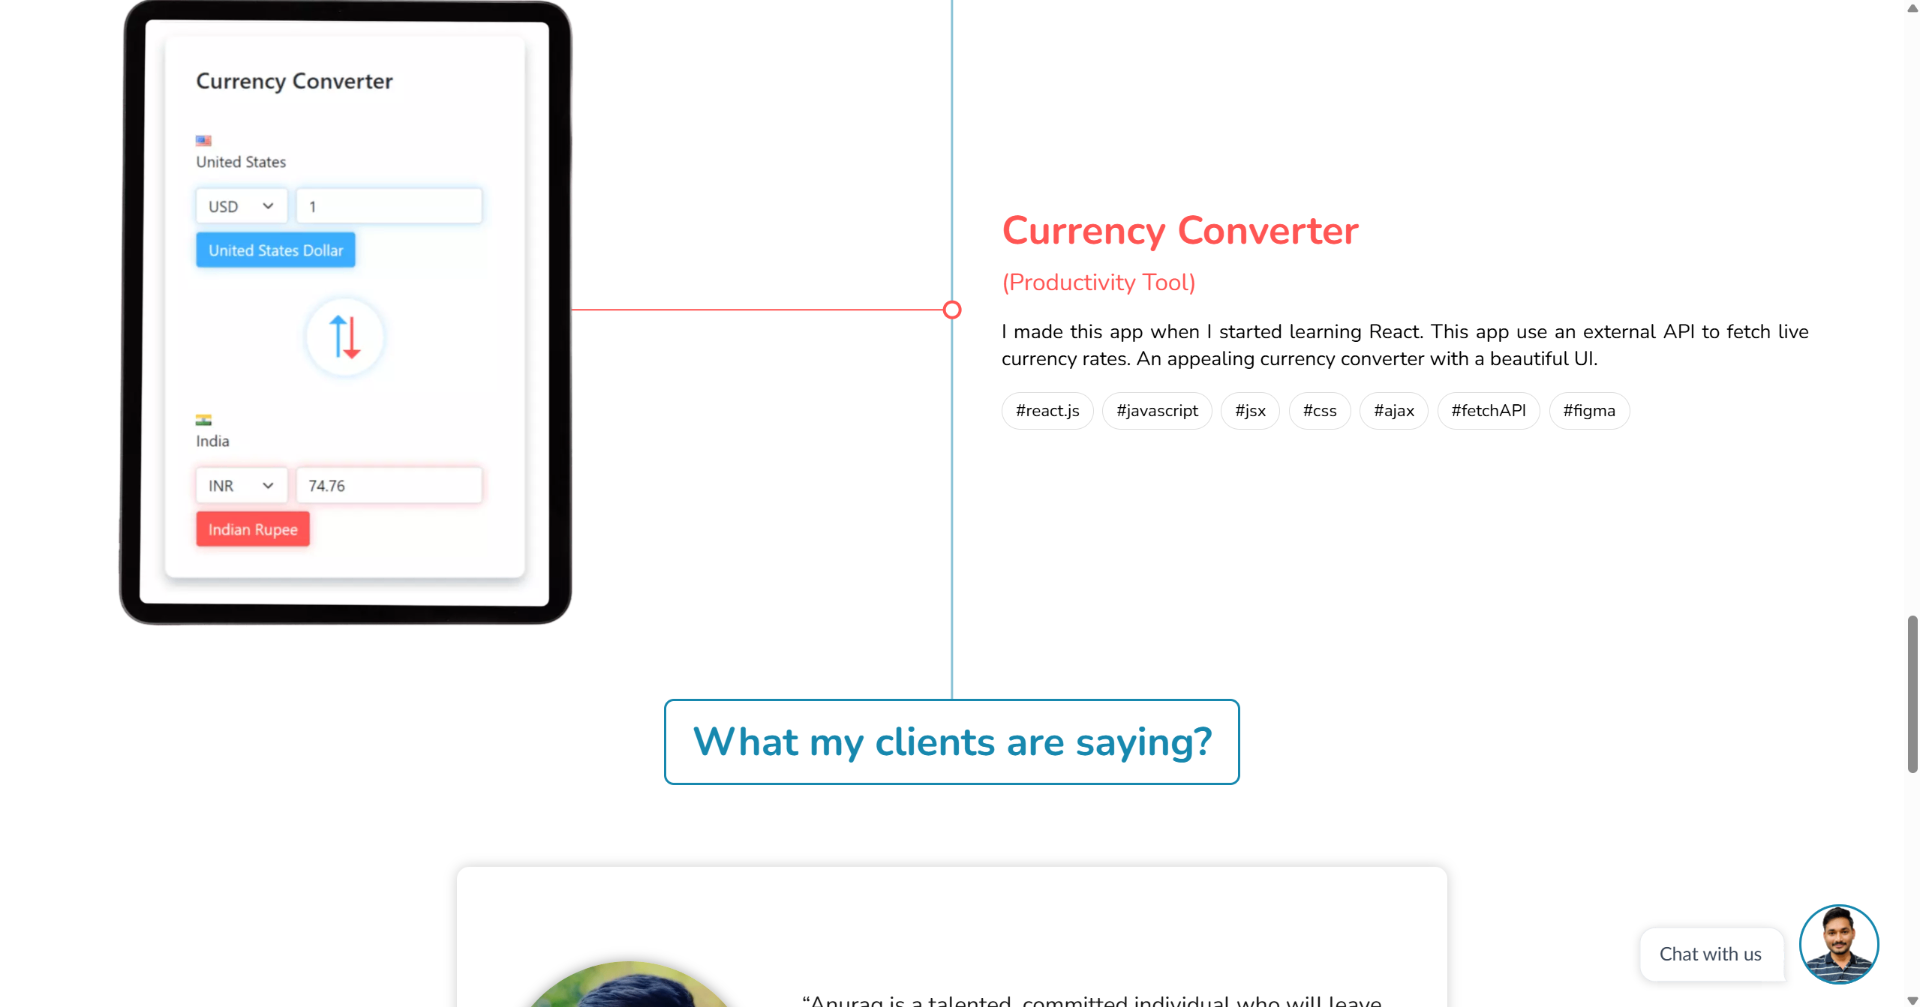 Currency Converter
United States
USD
1
United States Dollar
India
INR
74.76
Indian Rupee
Currency Converter
(Productivity Tool)
I made this app when I started learning React. This app use an external API to fetch live
currency rates. An appealing currency converter with a beautiful UI.
#react.js #javascript #jsx #css #ajax #fetchAPI #figma
What my clients are saying?
“Anurag is a talented, committed individual who will leave
Chat with us